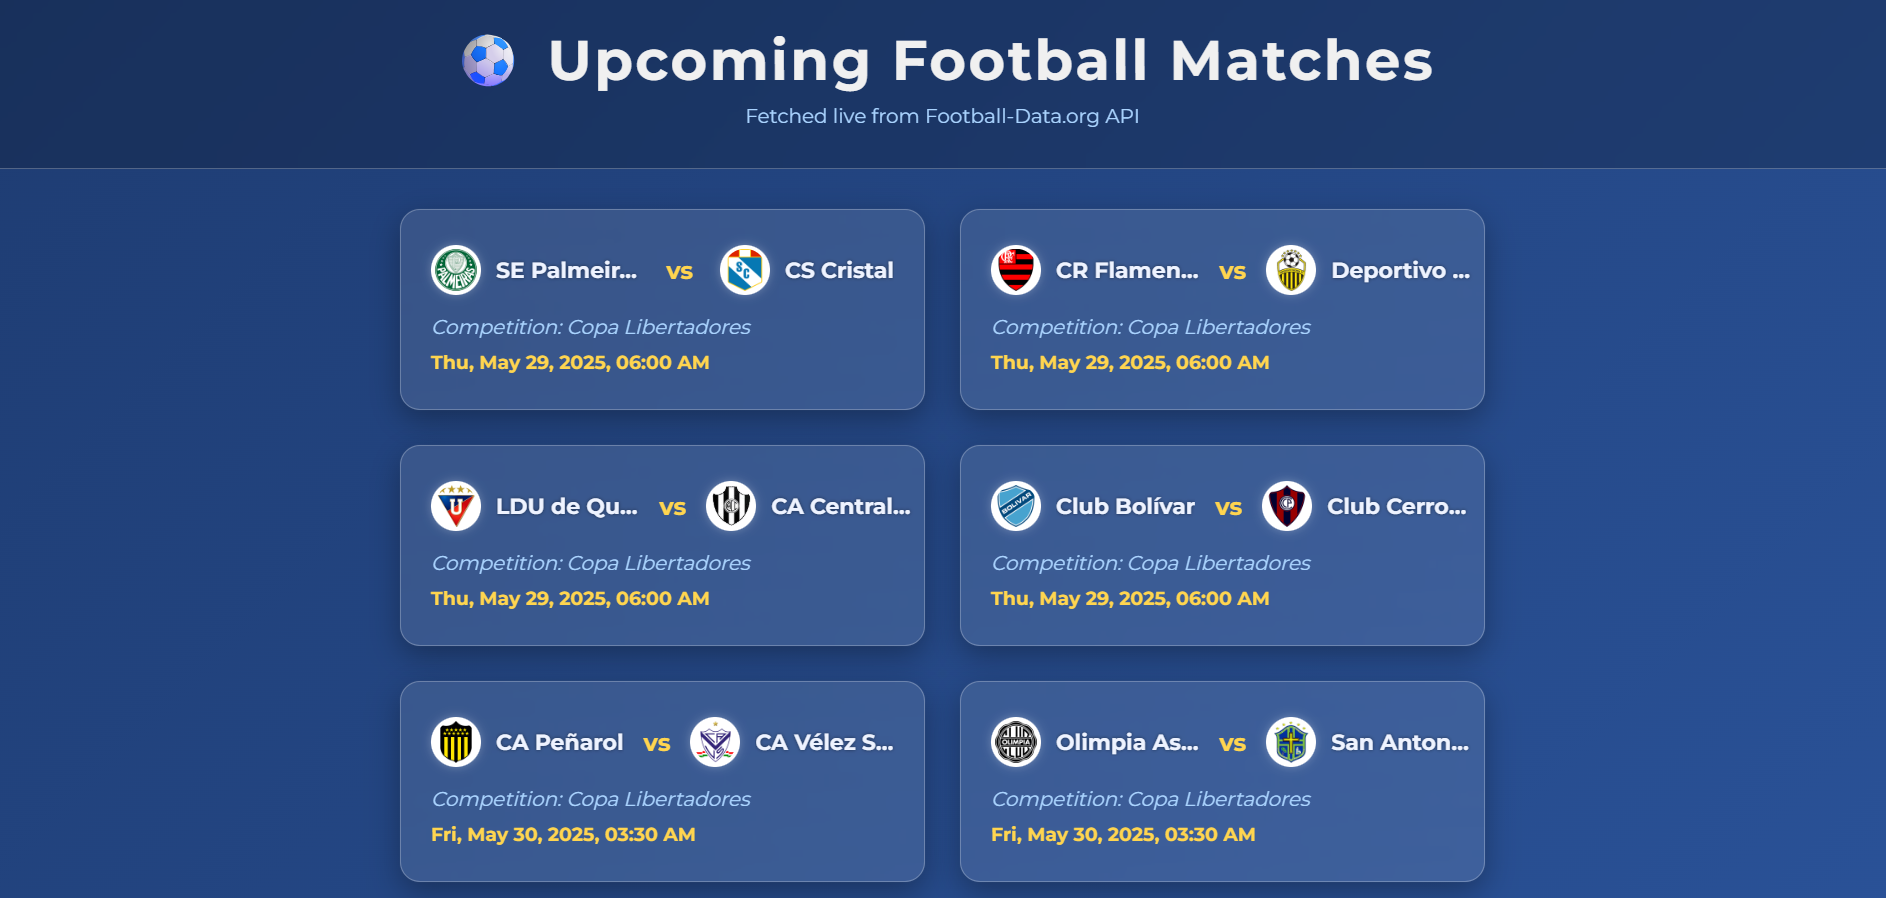 Upcoming Football Matches
Fetched live from Football-Data.org API
SE Palmeir... vs CS Cristal
Competition: Copa Libertadores
Thu, May 29, 2025, 06:00 AM
CR Flamen... vs Deportivo ...
Competition: Copa Libertadores
Thu, May 29, 2025, 06:00 AM
LDU de Qu... vs CA Central...
Competition: Copa Libertadores
Thu, May 29, 2025, 06:00 AM
Club Bolívar vs Club Cerro...
Competition: Copa Libertadores
Thu, May 29, 2025, 06:00 AM
CA Peñarol vs CA Vélez S...
Competition: Copa Libertadores
Fri, May 30, 2025, 03:30 AM
Olimpia As... vs San Anton...
Competition: Copa Libertadores
Fri, May 30, 2025, 03:30 AM